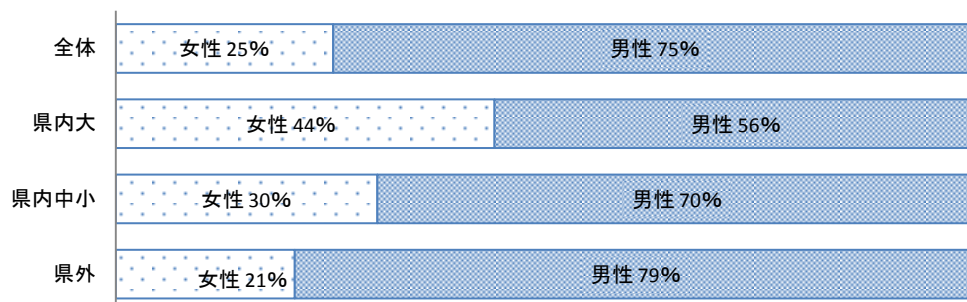 全体 女性 25% 男性 75%
県内大 女性 44% 男性 56%
県内中小 女性 30% 男性 70%
県外 女性 21% 男性 79%